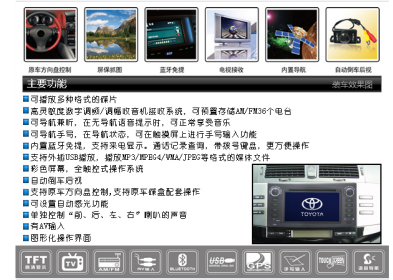 原车方向盘控制
屏保抓图
蓝牙免提
电视接收
内置导航
自动倒车后视
主要功能
装车效果图
可播放多种格式的碟片
高灵敏度数字调频/调幅收音机接收系统，可预置存储AM/FM36个电台
可导航兼听，在无导航语音提示时，可正常享受音乐
可导航手写，在导航状态，可在触摸屏上进行手写输入功能
内置蓝牙免提，支持来电显示。通话记录查询，带拨号键盘，更方便操作
支持外插USB播放，播放MP3/MPEG4/WMA/JPEG等格式的媒体文件
彩色屏幕，全触控式操作系统
自动倒车后视
支持原车方向盘控制,支持原车碟盒配套操作
可设置自动感光功能
单独控制“前、后、左、右”喇叭的声音
有AV输入
图形化操作界面
TOYOTA
TFT
TV
AM/FM
BLUETOOTH
USB
GPS
TOUCH SCREEN